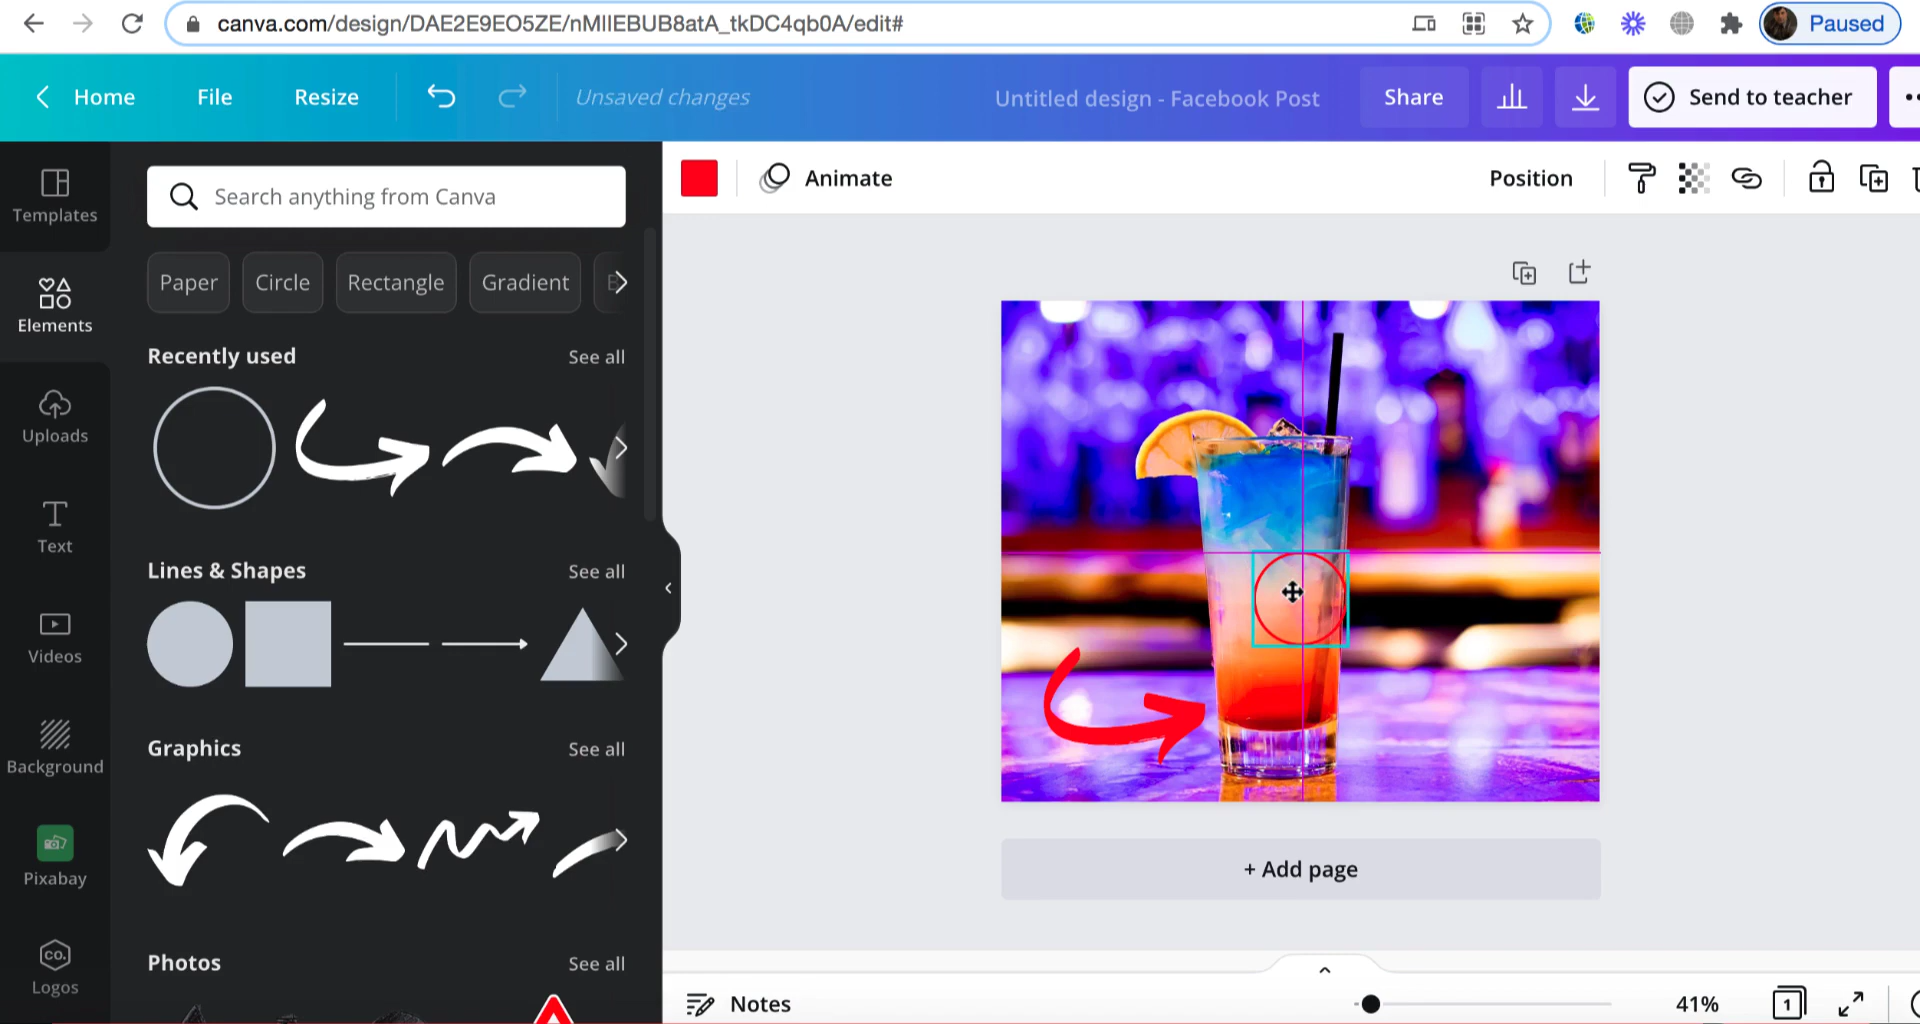 canva.com/design/DAE2E9EO5ZE/nMlIEBUB8atA_tkDC4qb0A/edit#
Paused
Home
File
Resize
Unsaved changes
Untitled design - Facebook Post
Share
Send to teacher
Templates
Elements
Uploads
Text
Videos
Background
Pixabay
CO.
Logos
Search anything from Canva
Paper
Circle
Rectangle
Gradient
Recently used
See all
Lines & Shapes
See all
Graphics
See all
Photos
See all
Animate
Position
+ Add page
Notes
41%
1